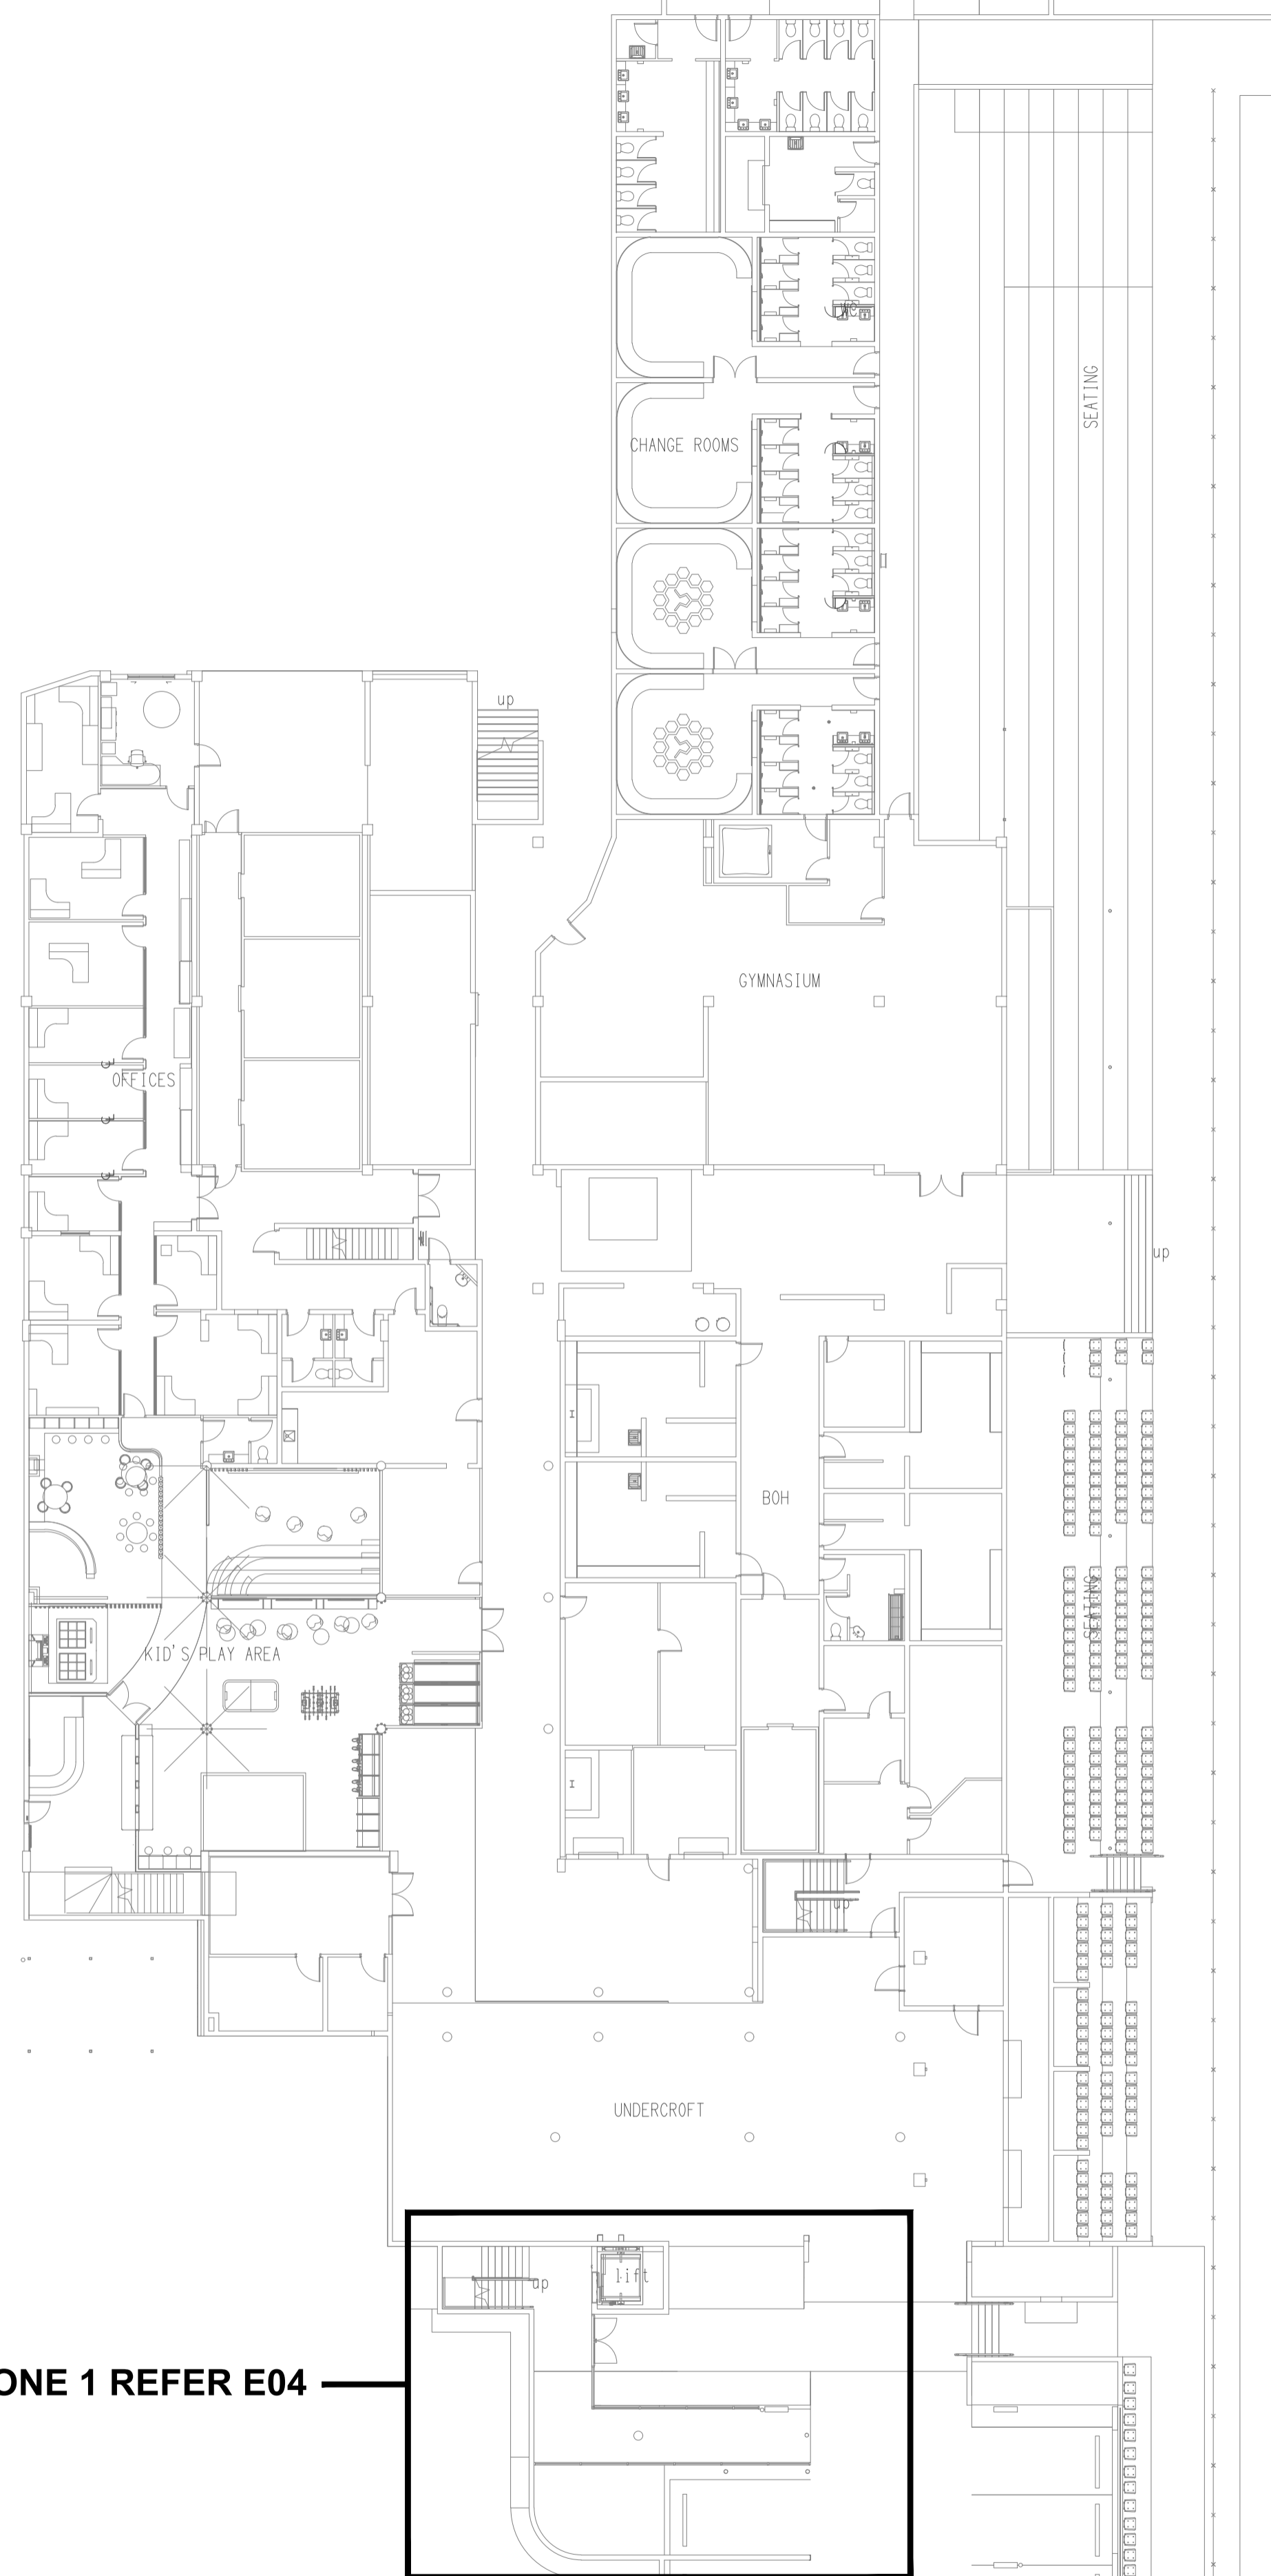 WC
SEATING
CHANGE ROOMS
up
GYMNASIUM
OFFICES
up
BOH
SEATING
KID'S PLAY AREA
up
UNDERCROFT
lift
up
ONE 1 REFER E04